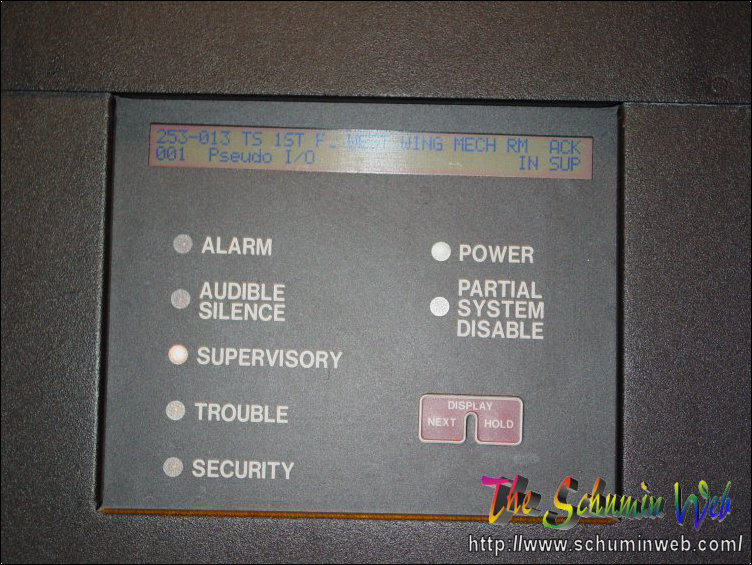 253-013 TS 1ST F WEST WING MECH RM ACK
001 Pseudo I/O IN SUP
ALARM
POWER
AUDIBLE
SILENCE
PARTIAL
SYSTEM
DISABLE
SUPERVISORY
TROUBLE
DISPLAY
NEXT HOLD
SECURITY
The Schumin Web
http://www.schuminweb.com/